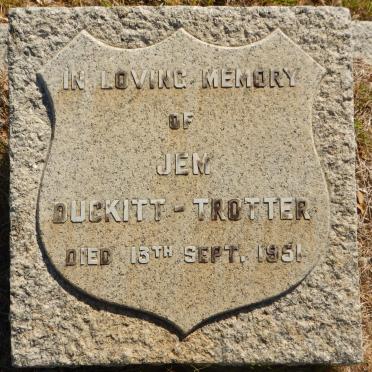 IN LOVING MEMORY
OF
JEM
DUCKITT - TROTTER
DIED 13TH SEPT. 1951